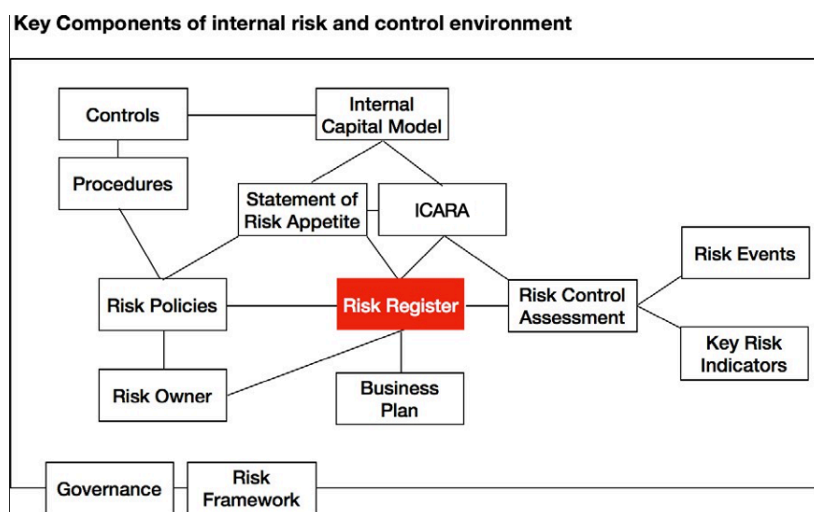 Key Components of internal risk and control environment
Controls
Internal
Capital Model
Procedures
Statement of
Risk Appetite
ICARA
Risk Events
Risk Policies
Risk Register
Risk Control
Assessment
Key Risk
Indicators
Risk Owner
Business
Plan
Governance
Risk
Framework